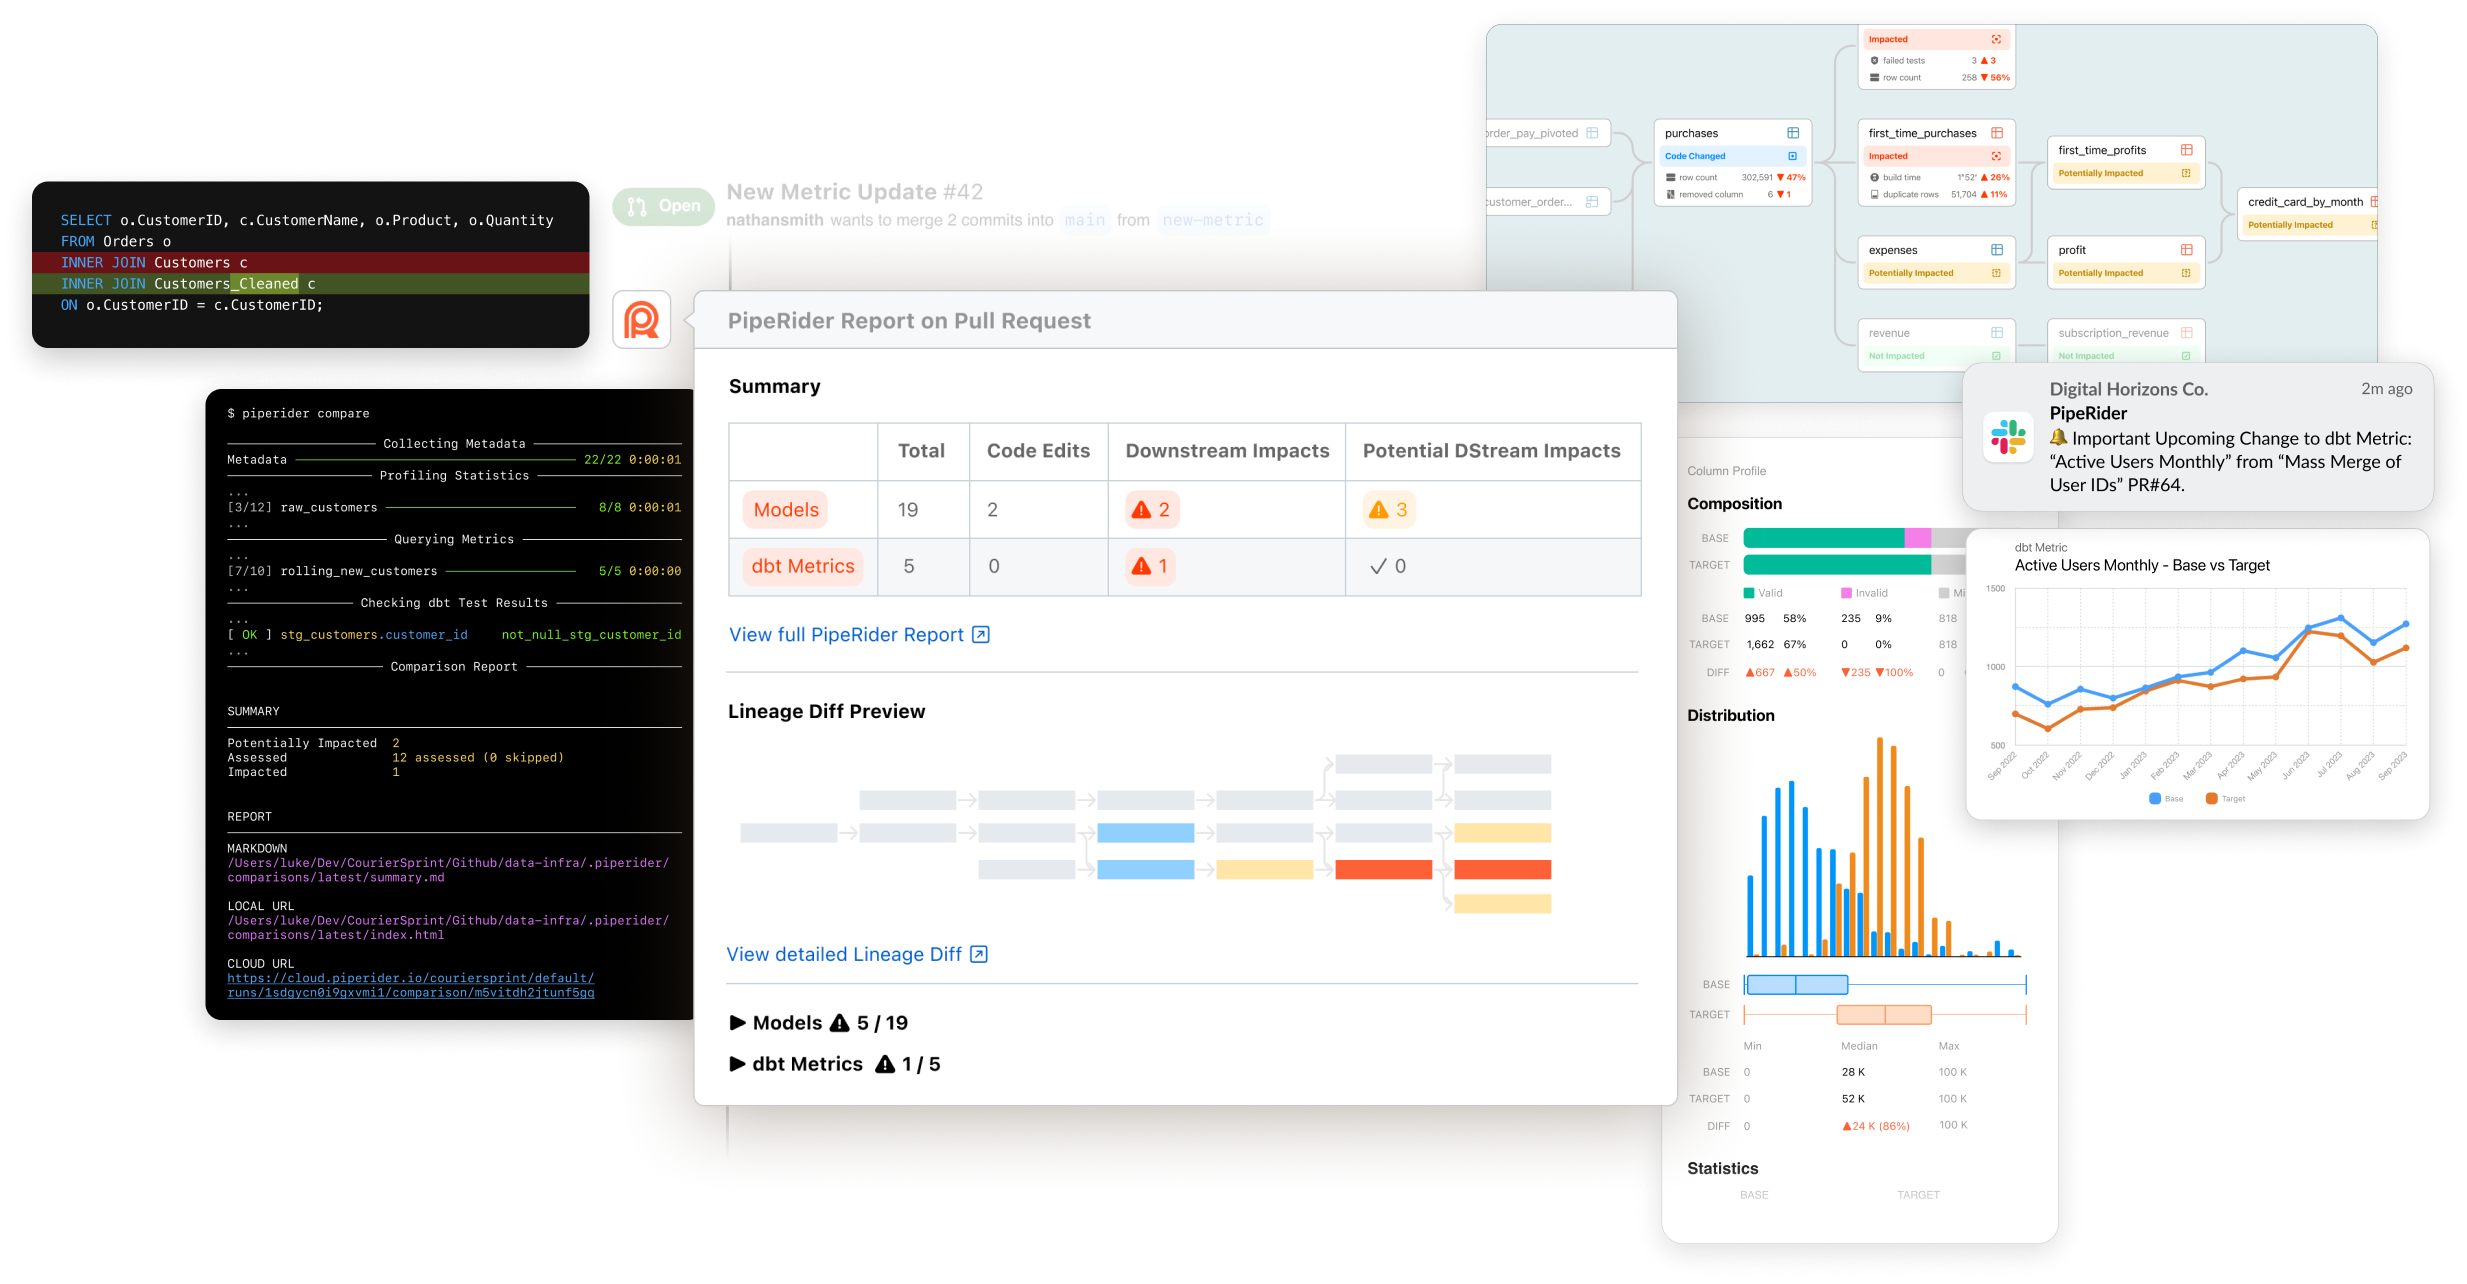 SELECT o.CustomerID, c.CustomerName, o.Product, o.Quantity
FROM Orders o
INNER JOIN Customers c
INNER JOIN Customers_Cleaned c
ON o.CustomerID = c.CustomerID;
Open
New Metric Update #42
nathansmith wants to merge 2 commits into main from new-metric
$ piperider compare
Collecting Metadata
Metadata 22/22 0:00:01
Profiling Statistics
...
[3/12] raw_customers 8/8 0:00:01
...
Querying Metrics
...
[7/10] rolling_new_customers 5/5 0:00:00
...
Checking dbt Test Results
...
[ OK ] stg_customers.customer_id not_null_stg_customer_id
...
Comparison Report
SUMMARY
Potentially Impacted 2
Assessed 12 assessed (0 skipped)
Impacted 1
REPORT
MARKDOWN
/Users/luke/Dev/CourierSprint/Github/data-infra/.piperider/
comparisons/latest/summary.md
LOCAL URL
/Users/luke/Dev/CourierSprint/Github/data-infra/.piperider/
comparisons/latest/index.html
CLOUD URL
https://cloud.piperider.io/couriersprint/default/
runs/1sdgycn0i9gxvmi1/comparison/m5vitdh2jtunf5gq
PipeRider Report on Pull Request
Summary
Total Code Edits Downstream Impacts Potential DStream Impacts
Models 19 2 2 3
dbt Metrics 5 0 1 0
View full PipeRider Report
Lineage Diff Preview
View detailed Lineage Diff
Models 5 / 19
dbt Metrics 1 / 5
order_pay_pivoted
customer_order...
purchases
Code Changed
row count 302,591 47%
removed column 6 1
Impacted
failed tests 3 3
row count 258 56%
first_time_purchases
Impacted
build time 1"52' 26%
duplicate rows 51,704 11%
expenses
Potentially Impacted
revenue
Not Impacted
first_time_profits
Potentially Impacted
profit
Potentially Impacted
subscription_revenue
Not Impacted
credit_card_by_month
Potentially Impacted
Digital Horizons Co. 2m ago
PipeRider
🔔 Important Upcoming Change to dbt Metric:
“Active Users Monthly” from “Mass Merge of
User IDs” PR#64.
Column Profile
Composition
BASE
TARGET
Valid Invalid Mi
BASE 995 58% 235 9% 818
TARGET 1,662 67% 0 0% 818
DIFF 667 50% 235 100% 0
Distribution
BASE
TARGET
Min Median Max
BASE 0 28 K 100 K
TARGET 0 52 K 100 K
DIFF 0 24 K (86%) 100 K
Statistics
BASE TARGET
dbt Metric
Active Users Monthly - Base vs Target
1500
1000
500
Sep 2022 Oct 2022 Nov 2022 Dec 2022 Jan 2023 Feb 2023 Mar 2023 Apr 2023 May 2023 Jun 2023 Jul 2023 Aug 2023 Sep 2023
Base Target